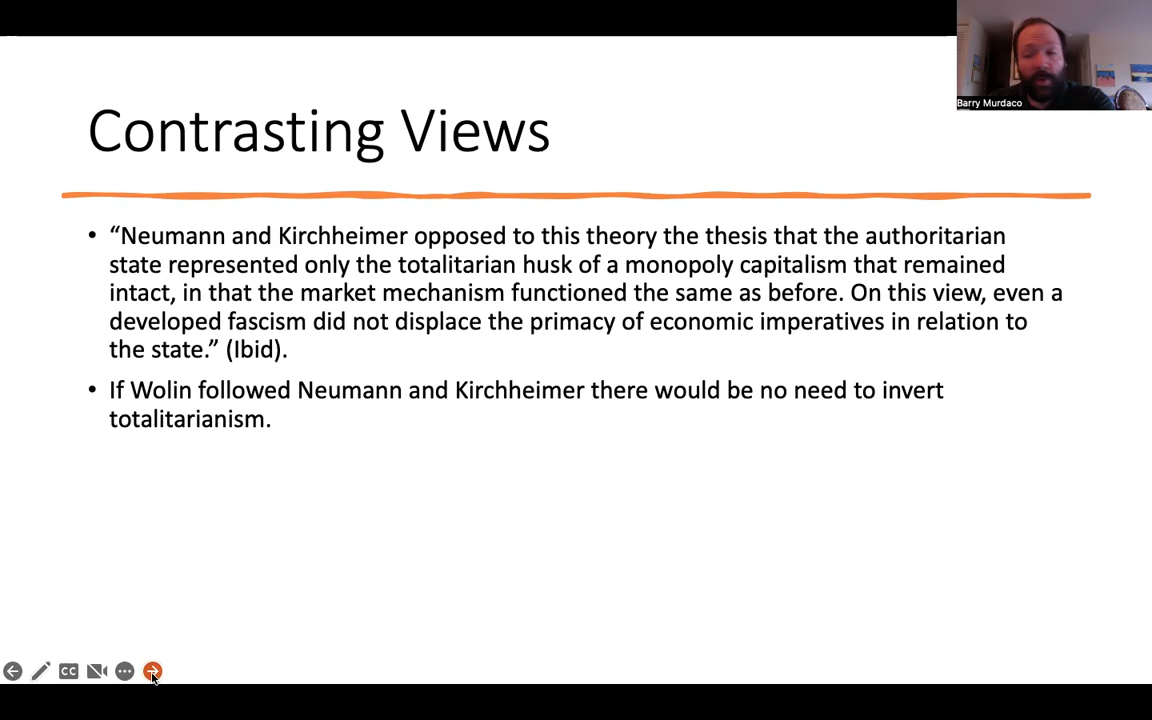 Contrasting Views
Barry Murdaco
• “Neumann and Kirchheimer opposed to this theory the thesis that the authoritarian
state represented only the totalitarian husk of a monopoly capitalism that remained
intact, in that the market mechanism functioned the same as before. On this view, even a
developed fascism did not displace the primacy of economic imperatives in relation to
the state.” (Ibid).
• If Wolin followed Neumann and Kirchheimer there would be no need to invert
totalitarianism.
CC